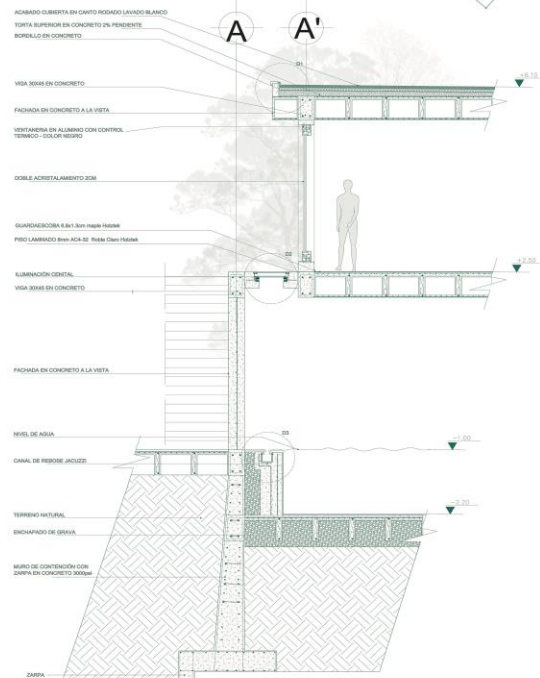 ACABADO CUBIERTA EN CANTO RODADO LAVADO BLANCO
TORTA SUPERIOR EN CONCRETO 2% PENDIENTE
BORDILLO EN CONCRETO
A
A'
D1
VIGA 30X45 EN CONCRETO
+6.10
FACHADA EN CONCRETO A LA VISTA
VENTANERIA EN ALUMINIO CON CONTROL
TERMICO - COLOR NEGRO
DOBLE ACRISTALAMIENTO 2CM
GUARDAESCOBA 6.8x1.3cm maple Holztek
PISO LAMINADO 8mm AC4-32 Roble Claro Holztek
D2
+2.50
ILUMINACIÓN CENITAL
VIGA 30X45 EN CONCRETO
FACHADA EN CONCRETO A LA VISTA
NIVEL DE AGUA
D3
-1.00
CANAL DE REBOSE JACUZZI
-2.20
TERRENO NATURAL
ENCHAPADO DE GRAVA
MURO DE CONTENCIÓN CON
ZARPA EN CONCRETO 3000psi
ZARPA